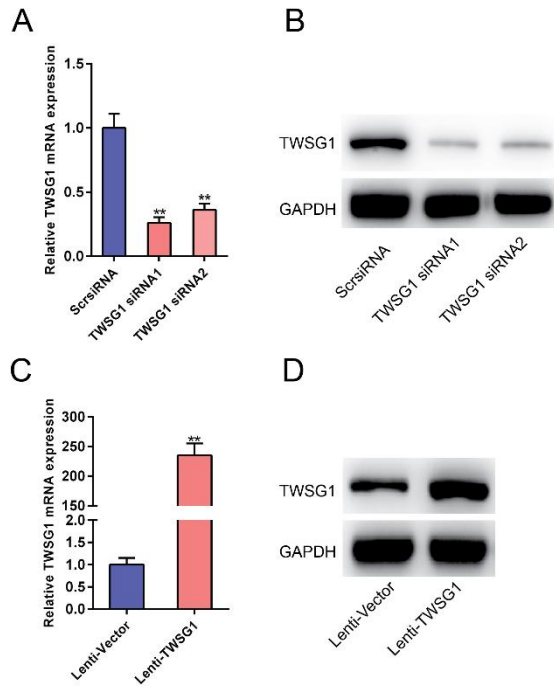 A
Relative TWSG1 mRNA expression
1.5
1.0
0.5
0.0
**
**
ScrsiRNA
TWSG1 siRNA1
TWSG1 siRNA2
B
TWSG1
GAPDH
ScrsiRNA
TWSG1 siRNA1
TWSG1 siRNA2
C
Relative TWSG1 mRNA expression
300
250
200
150
100
50
2.0
1.5
1.0
0.5
0.0
**
Lenti-Vector
Lenti-TWSG1
D
TWSG1
GAPDH
Lenti-Vector
Lenti-TWSG1